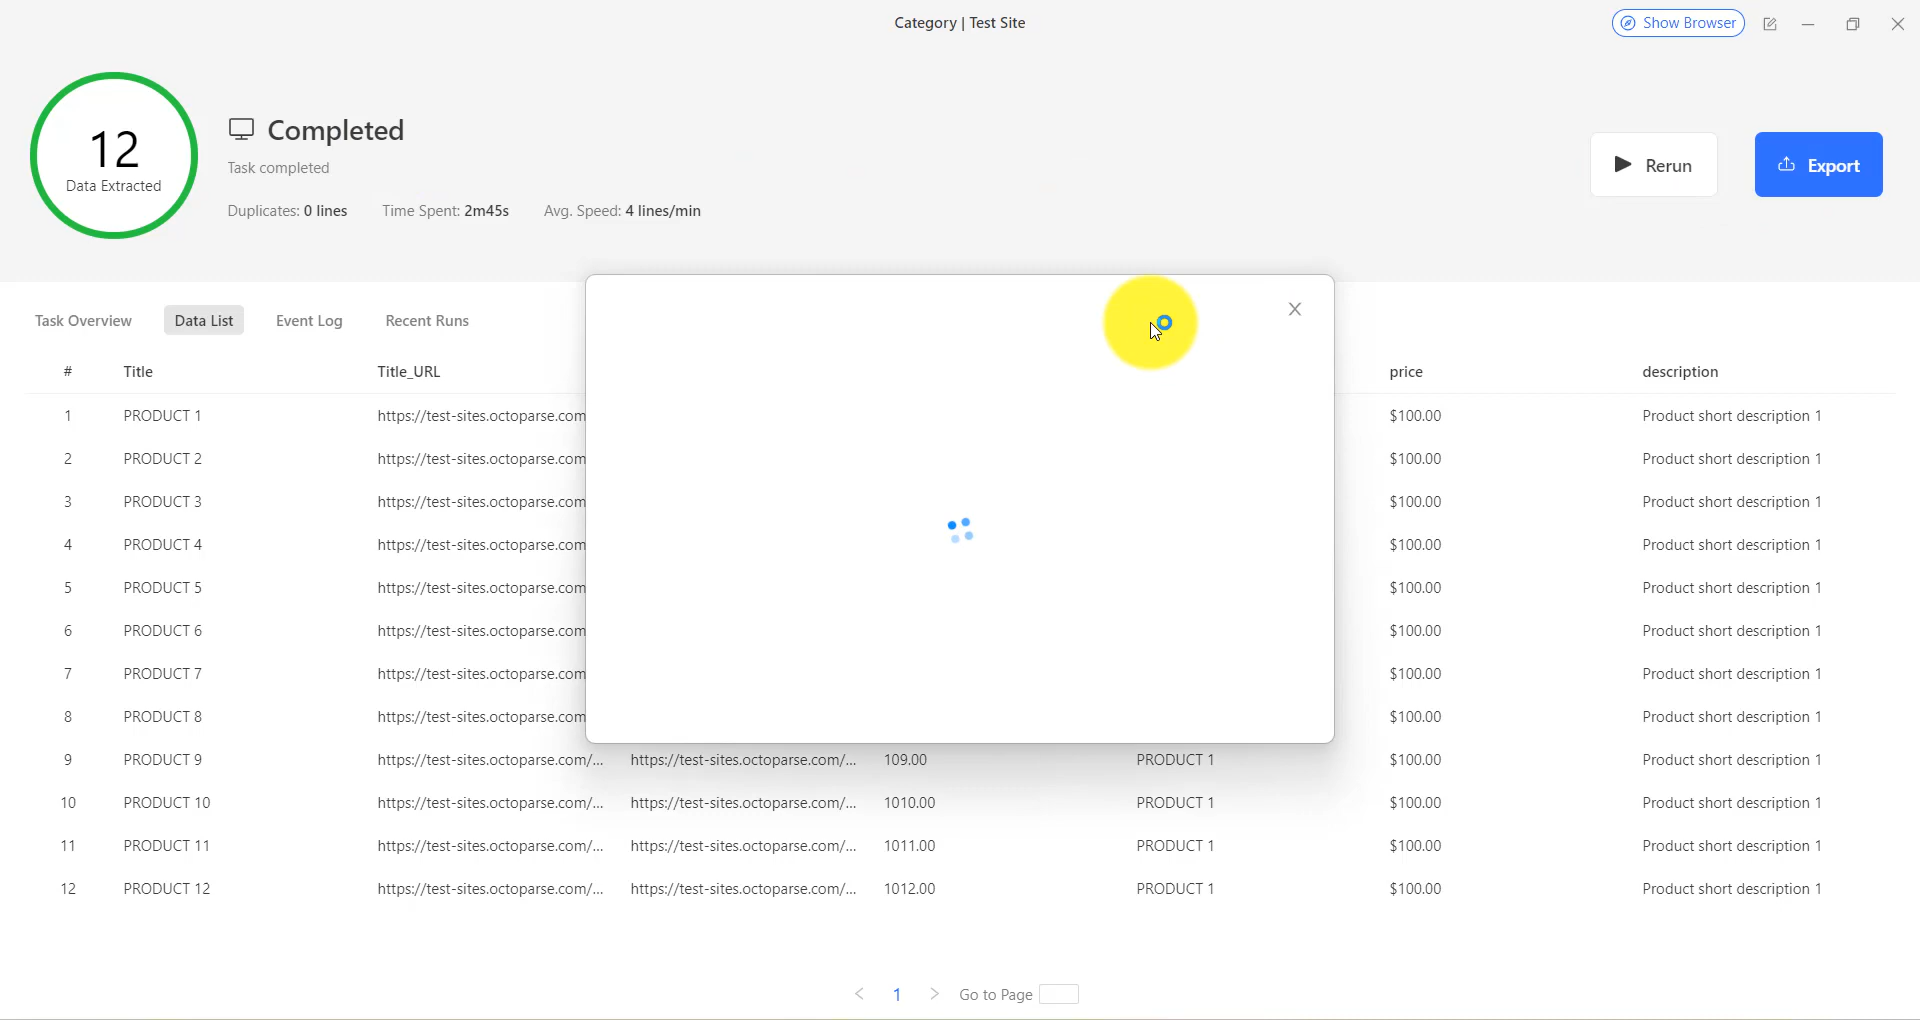 Category | Test Site
Show Browser
12
Data Extracted
Completed
Task completed
Duplicates: 0 lines Time Spent: 2m45s Avg. Speed: 4 lines/min
Rerun
Export
Task Overview Data List Event Log Recent Runs
# Title Title_URL price description
1 PRODUCT 1 https://test-sites.octoparse.com $100.00 Product short description 1
2 PRODUCT 2 https://test-sites.octoparse.com $100.00 Product short description 1
3 PRODUCT 3 https://test-sites.octoparse.com $100.00 Product short description 1
4 PRODUCT 4 https://test-sites.octoparse.com $100.00 Product short description 1
5 PRODUCT 5 https://test-sites.octoparse.com $100.00 Product short description 1
6 PRODUCT 6 https://test-sites.octoparse.com $100.00 Product short description 1
7 PRODUCT 7 https://test-sites.octoparse.com $100.00 Product short description 1
8 PRODUCT 8 https://test-sites.octoparse.com $100.00 Product short description 1
9 PRODUCT 9 https://test-sites.octoparse.com/... https://test-sites.octoparse.com/... 109.00 PRODUCT 1 $100.00 Product short description 1
10 PRODUCT 10 https://test-sites.octoparse.com/... https://test-sites.octoparse.com/... 1010.00 PRODUCT 1 $100.00 Product short description 1
11 PRODUCT 11 https://test-sites.octoparse.com/... https://test-sites.octoparse.com/... 1011.00 PRODUCT 1 $100.00 Product short description 1
12 PRODUCT 12 https://test-sites.octoparse.com/... https://test-sites.octoparse.com/... 1012.00 PRODUCT 1 $100.00 Product short description 1
< 1 > Go to Page